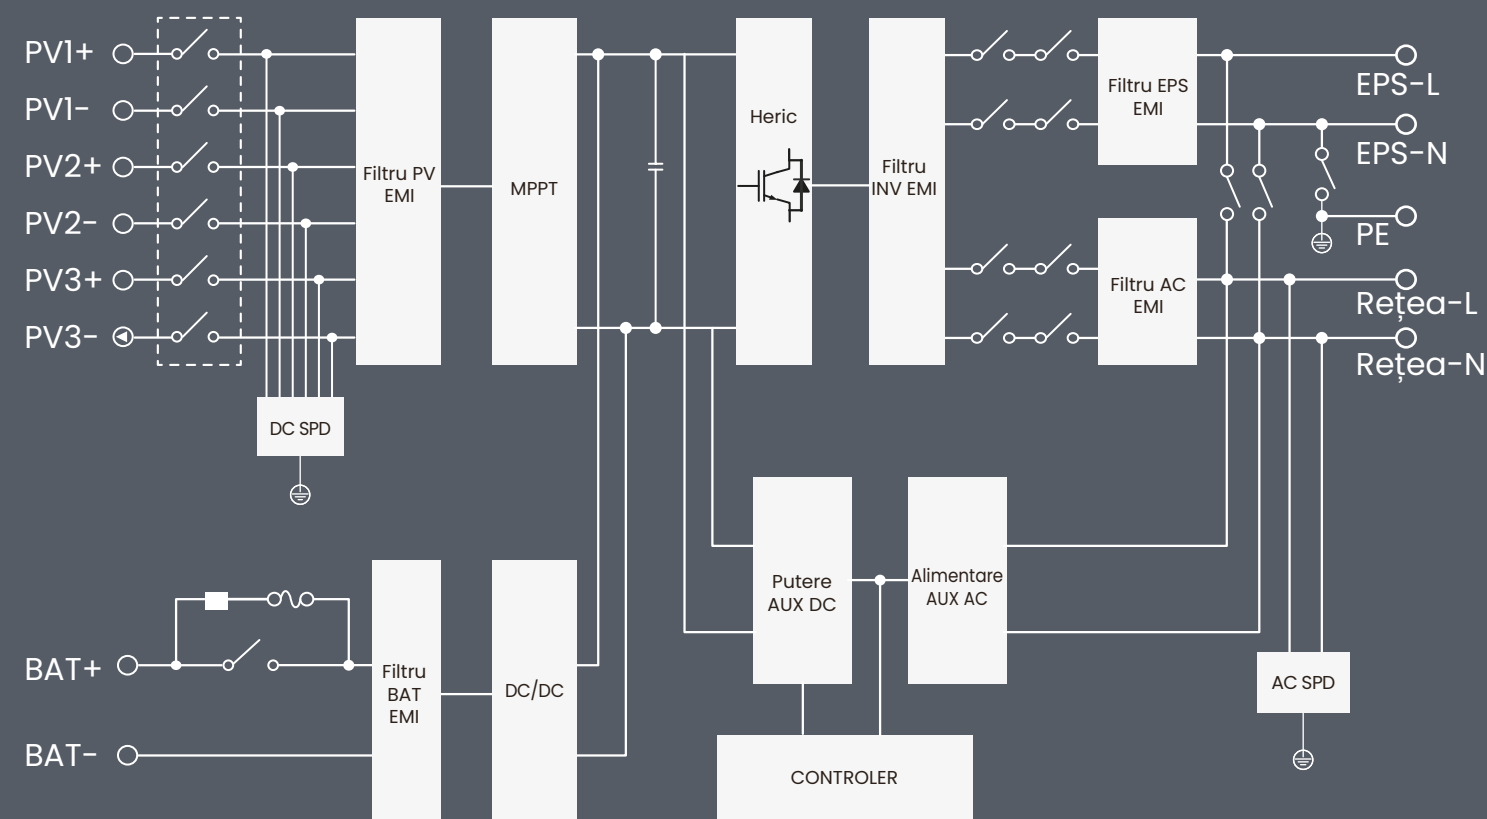 PV1+
PV1-
PV2+
PV2-
PV3+
PV3-
Filtru PV
EMI
MPPT
Heric
Filtru
INV EMI
Filtru EPS
EMI
EPS-L
EPS-N
PE
Filtru AC
EMI
Rețea-L
Rețea-N
DC SPD
BAT+
BAT-
Filtru
BAT
EMI
DC/DC
Putere
AUX DC
Alimentare
AUX AC
AC SPD
CONTROLER